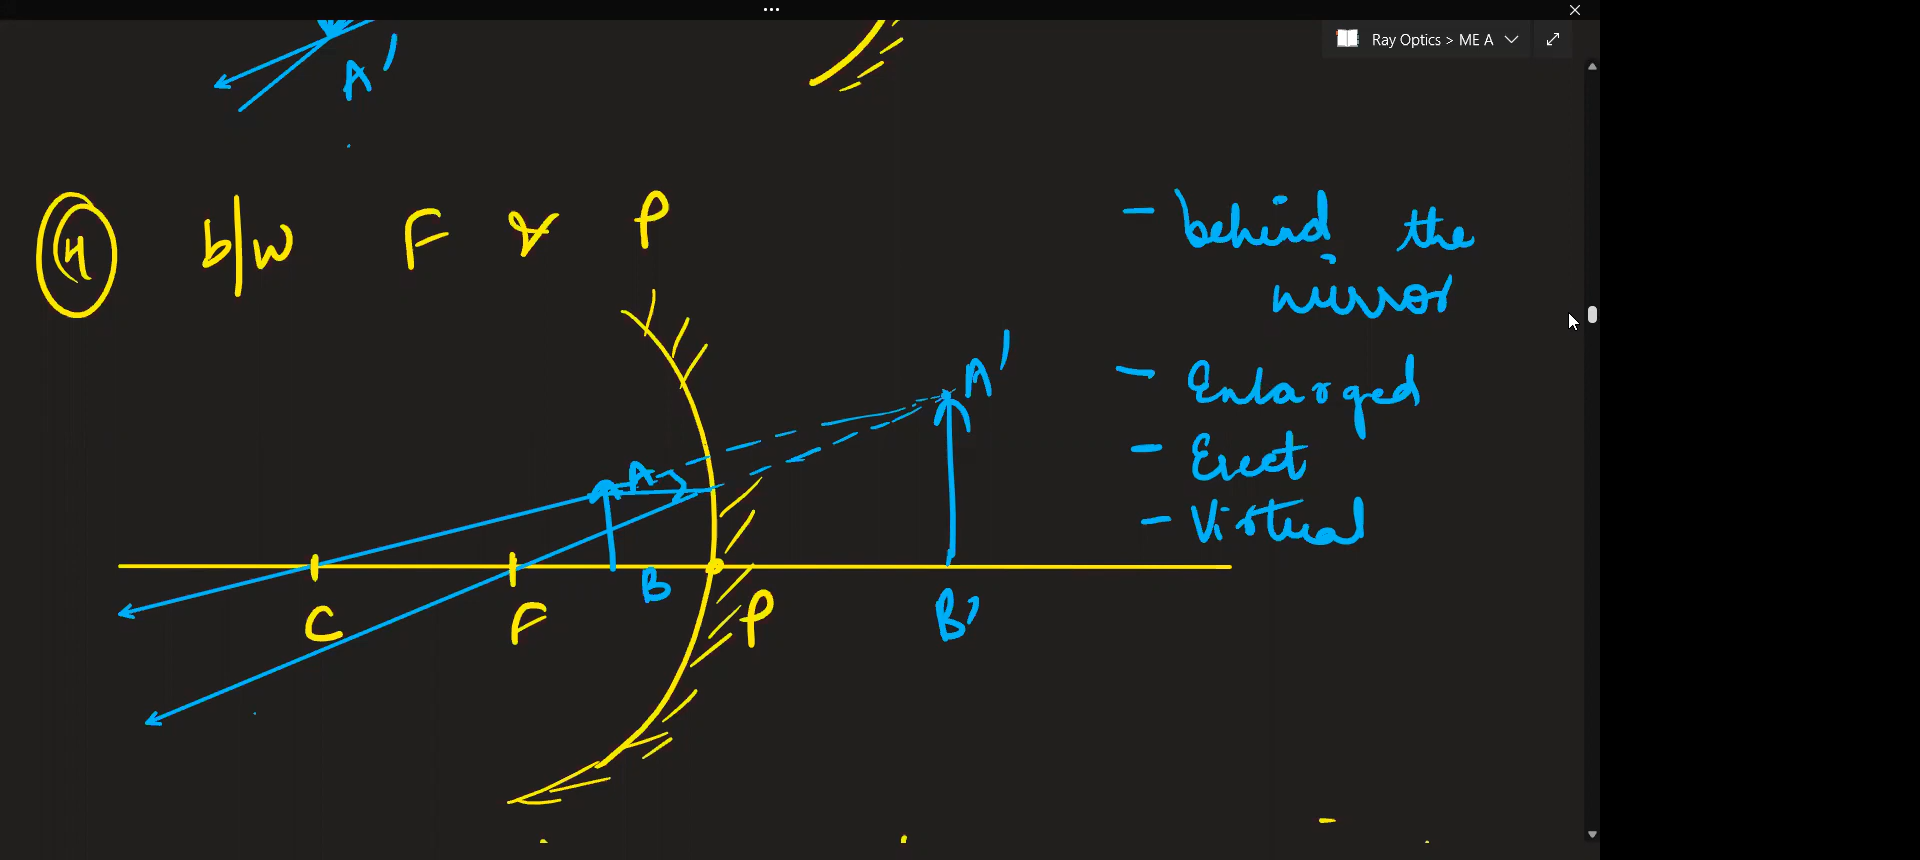 Ray Optics > ME A
A'
4 b/w F & P
- behind the
mirror
A'
- Enlarged
A
- Erect
- Virtual
B
C F P B'